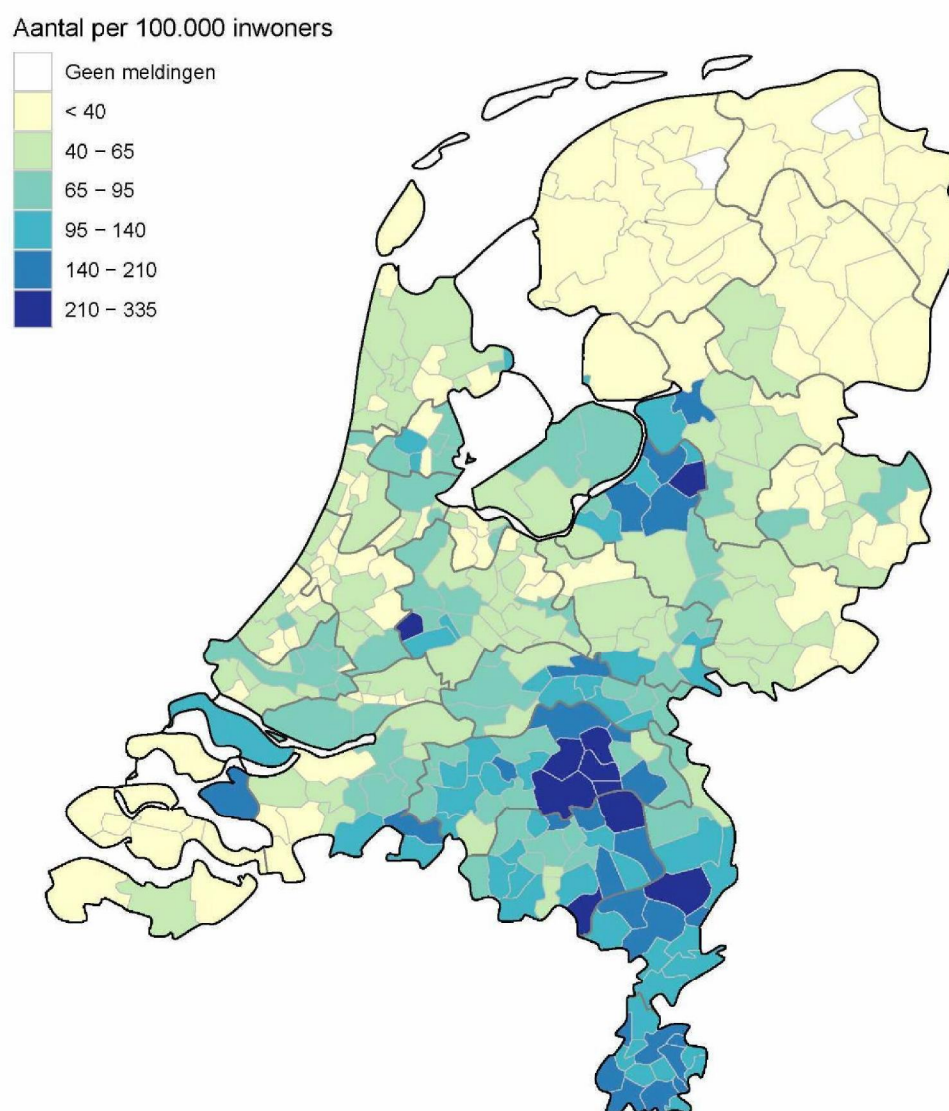 Aantal per 100.000 inwoners
Geen meldingen
< 40
40 – 65
65 – 95
95 – 140
140 – 210
210 – 335